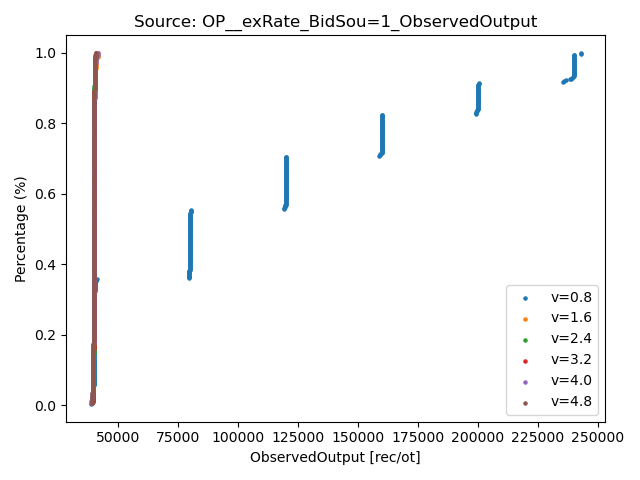 Source: OP__exRate_BidSou=1_ObservedOutput
Percentage (%)
1.0
0.8
0.6
0.4
0.2
0.0
v=0.8
v=1.6
v=2.4
v=3.2
v=4.0
v=4.8
50000 75000 100000 125000 150000 175000 200000 225000 250000
ObservedOutput [rec/ot]